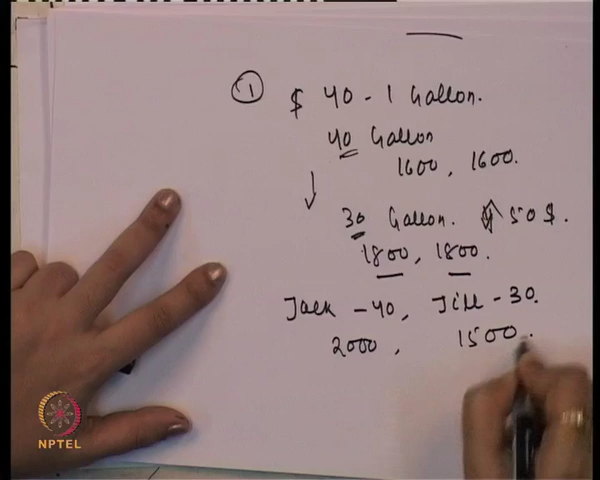 ① $ 40 - 1 Gallon.
40 Gallon
1600, 1600.
↓
30 Gallon. 50 $.
1800, 1800.
Jack - 40, Jill - 30.
2000, 1500.
NPTEL